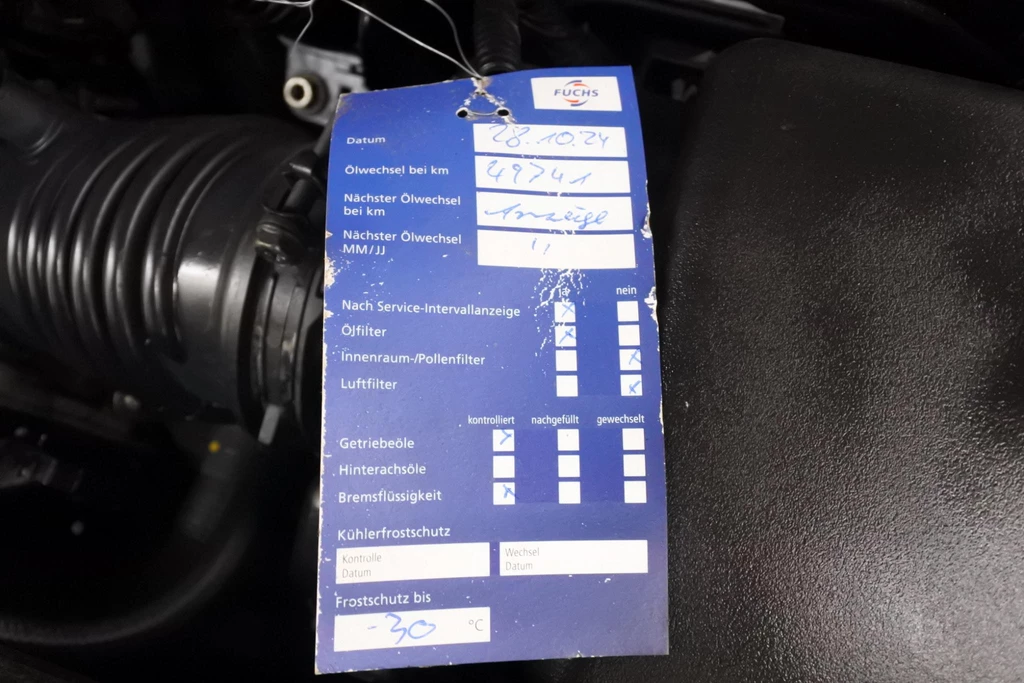 FUCHS
Datum 28.10.24
Ölwechsel bei km 49741
Nächster Ölwechsel
bei km Anzeige
Nächster Ölwechsel
MM/JJ "
ja nein
Nach Service-Intervallanzeige
Ölfilter
Innenraum-/Pollenfilter
Luftfilter
kontrolliert nachgefüllt gewechselt
Getriebeöle
Hinterachsöle
Bremsflüssigkeit
Kühlerfrostschutz
Kontrolle Wechsel
Datum Datum
Frostschutz bis
-30 °C